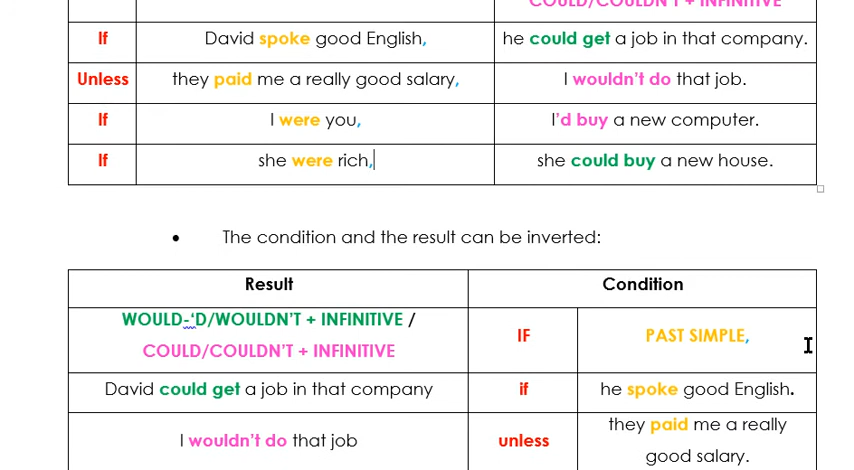 COULD/COULDN'T + INFINITIVE
If David spoke good English, he could get a job in that company.
Unless they paid me a really good salary, I wouldn't do that job.
If I were you, I'd buy a new computer.
If she were rich, she could buy a new house.
• The condition and the result can be inverted:
Result Condition
WOULD-'D/WOULDN'T + INFINITIVE /
COULD/COULDN'T + INFINITIVE
IF PAST SIMPLE,
David could get a job in that company if he spoke good English.
I wouldn't do that job unless they paid me a really
good salary.